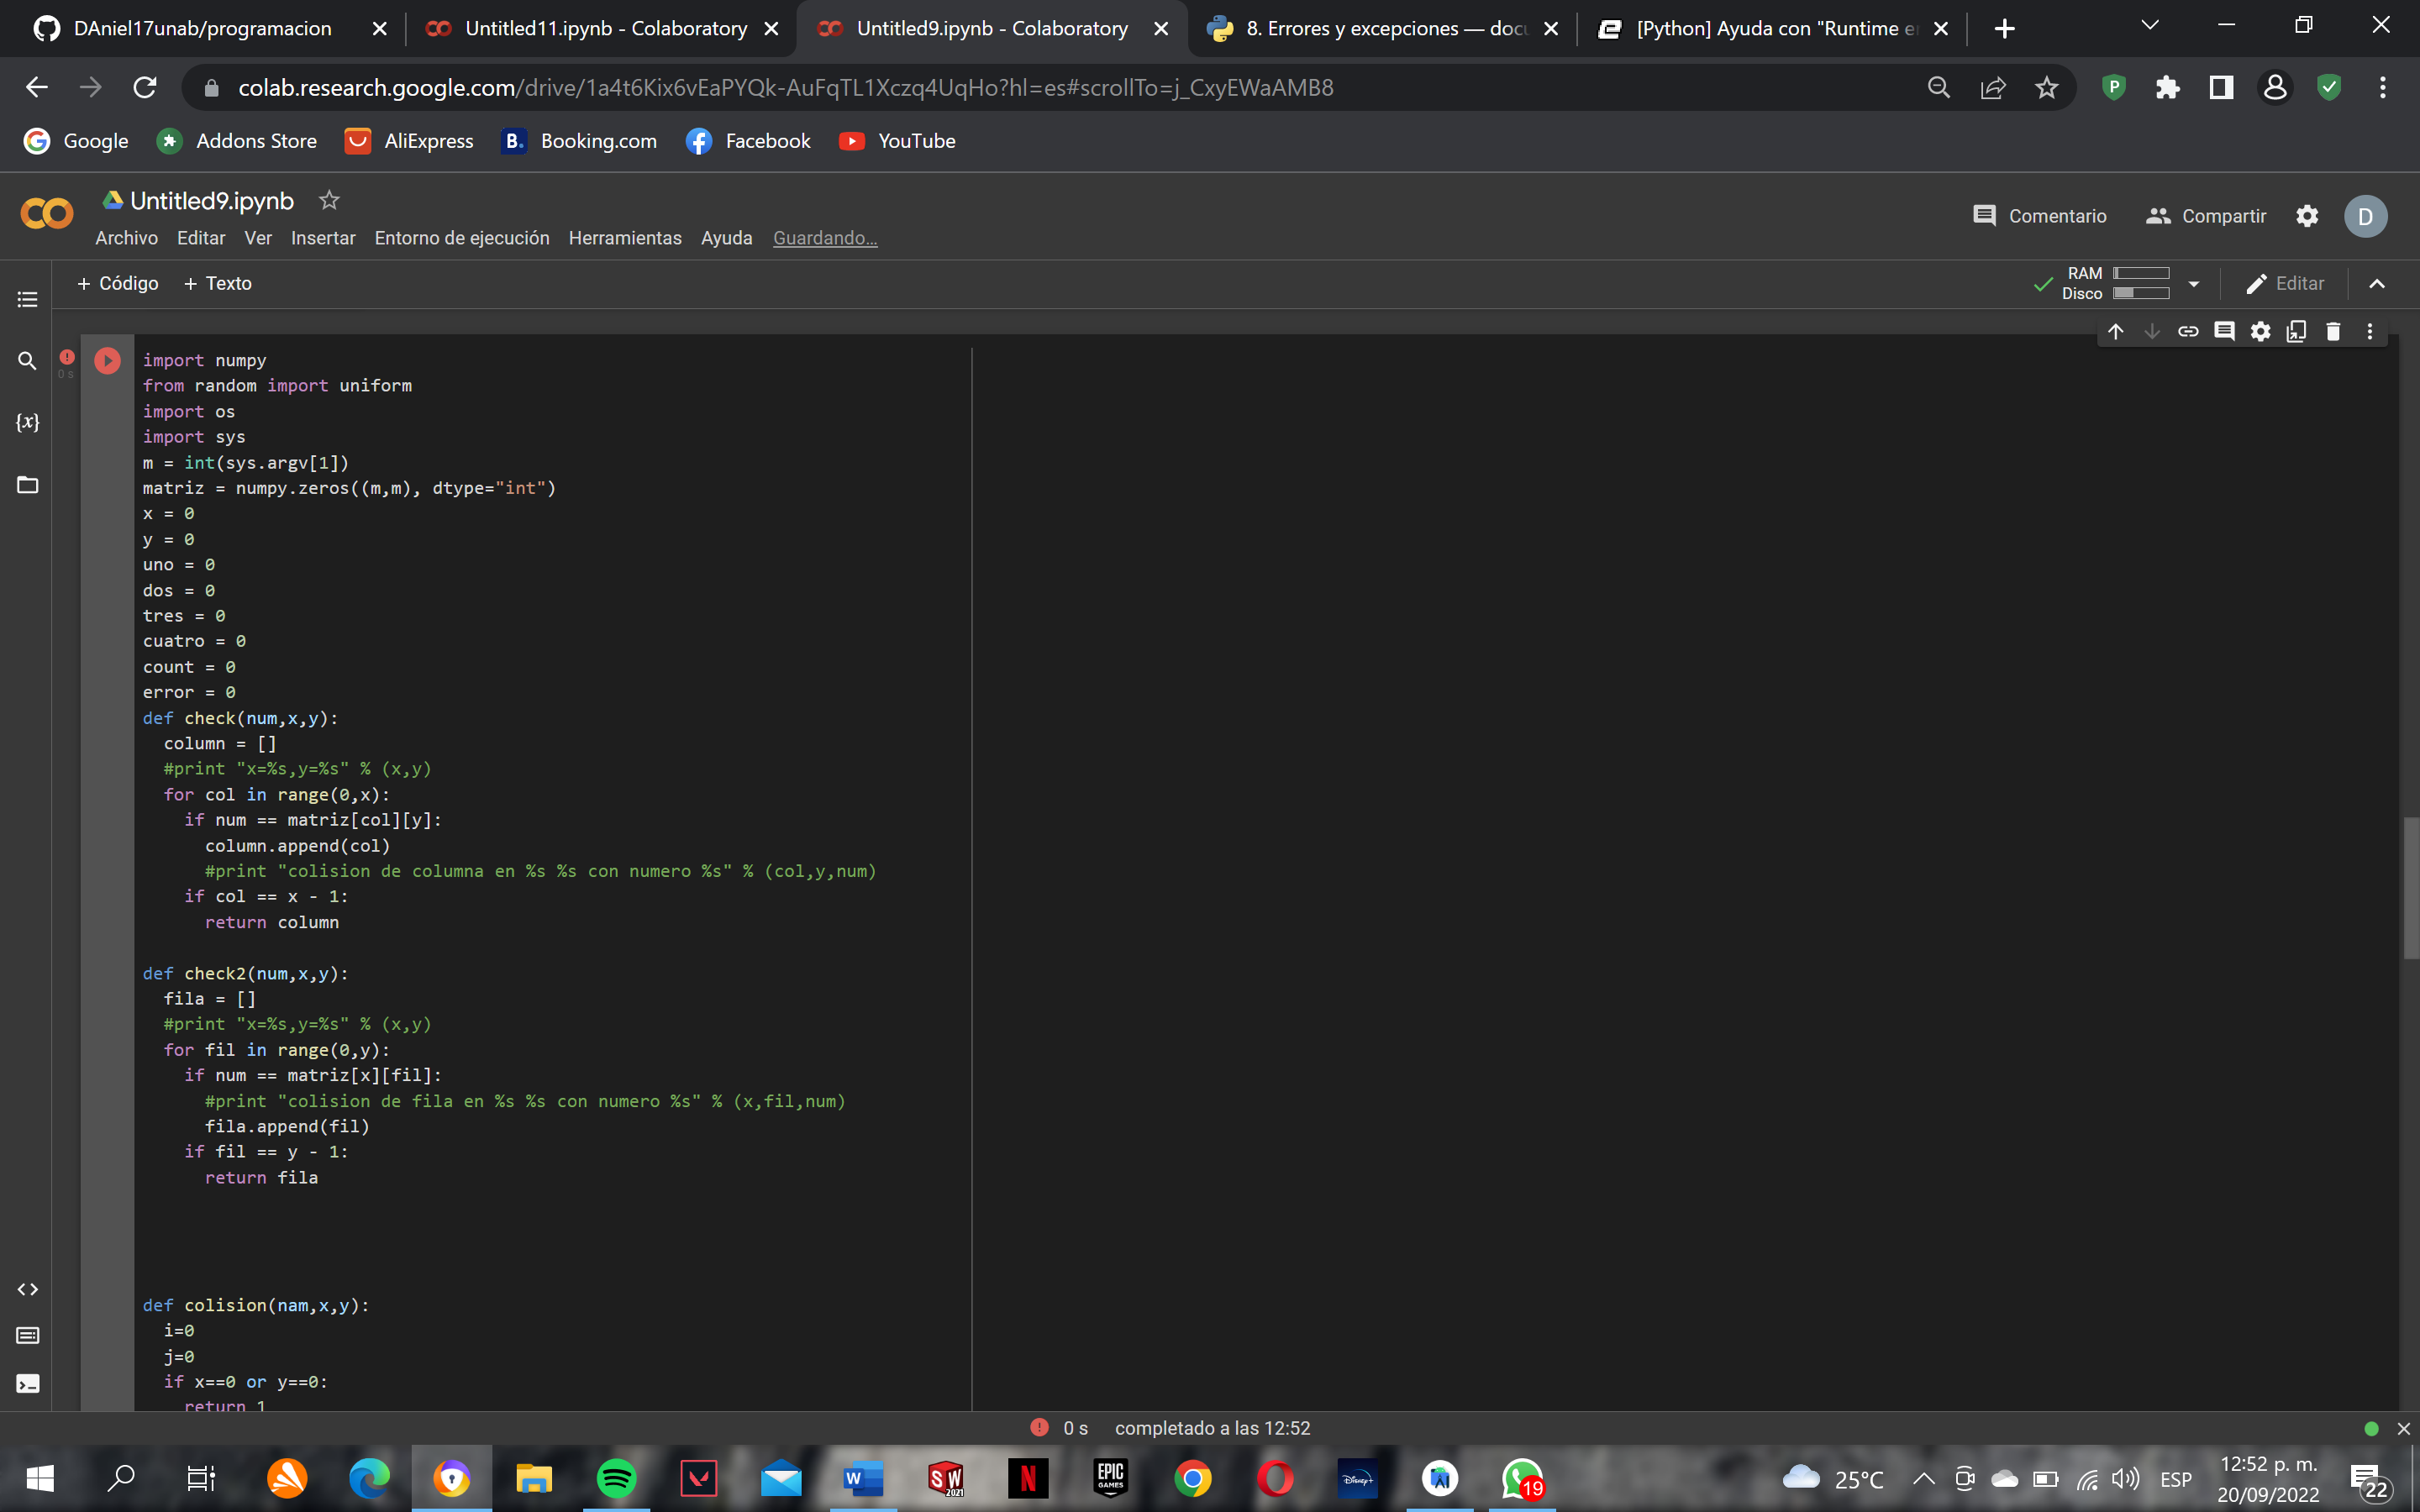 DAniel17unab/programacion
Untitled11.ipynb - Colaboratory
Untitled9.ipynb - Colaboratory
8. Errores y excepciones — docu
[Python] Ayuda con "Runtime er
colab.research.google.com/drive/1a4t6Kix6vEaPYQk-AuFqTL1Xczq4UqHo?hl=es#scrollTo=j_CxyEWaAMB8
Google
Addons Store
AliExpress
Booking.com
Facebook
YouTube
Untitled9.ipynb
Comentario
Compartir
D
Archivo Editar Ver Insertar Entorno de ejecución Herramientas Ayuda Guardando...
+ Código + Texto
RAM
Disco
Editar
0 s
import numpy
from random import uniform
import os
import sys
m = int(sys.argv[1])
matriz = numpy.zeros((m,m), dtype="int")
x = 0
y = 0
uno = 0
dos = 0
tres = 0
cuatro = 0
count = 0
error = 0
def check(num,x,y):
  column = []
  #print "x=%s,y=%s" % (x,y)
  for col in range(0,x):
    if num == matriz[col][y]:
      column.append(col)
      #print "colision de columna en %s %s con numero %s" % (col,y,num)
    if col == x - 1:
      return column
def check2(num,x,y):
  fila = []
  #print "x=%s,y=%s" % (x,y)
  for fil in range(0,y):
    if num == matriz[x][fil]:
      #print "colision de fila en %s %s con numero %s" % (x,fil,num)
      fila.append(fil)
    if fil == y - 1:
      return fila
def colision(nam,x,y):
  i=0
  j=0
  if x==0 or y==0:
    return 1
0 s completado a las 12:52
25°C
ESP
12:52 p. m.
20/09/2022
22
19